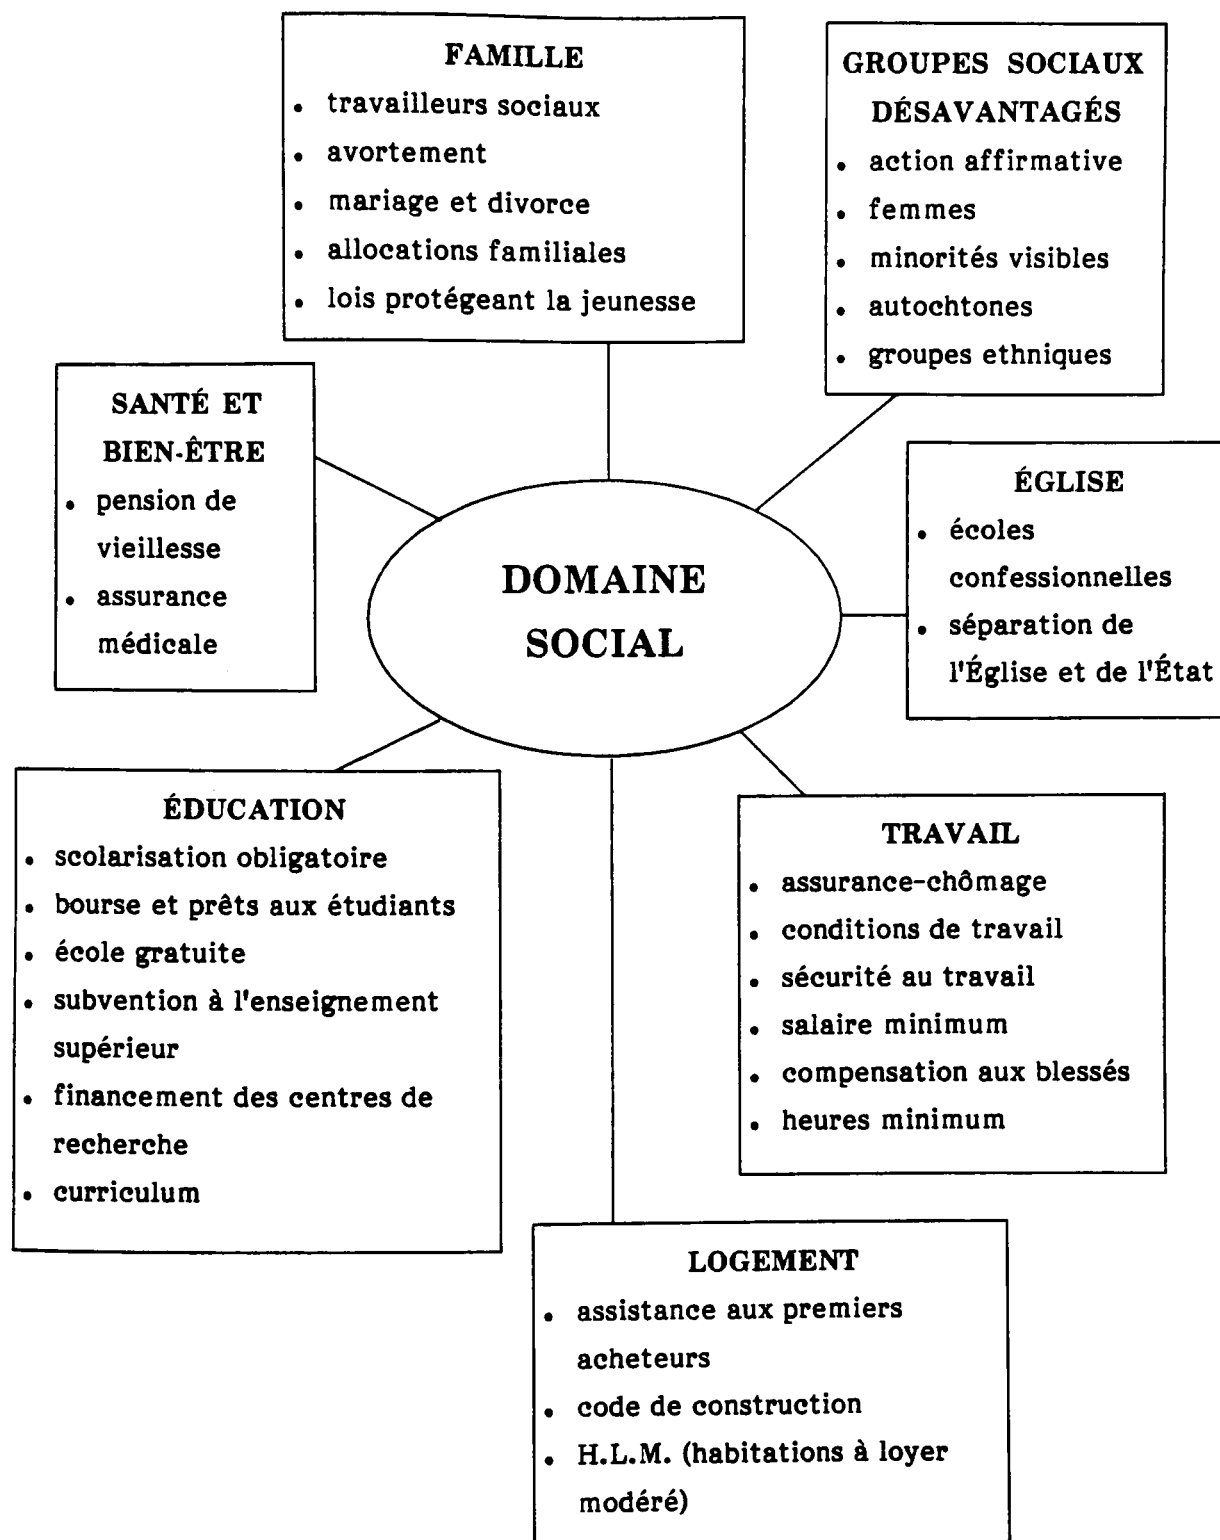 FAMILLE
• travailleurs sociaux
• avortement
• mariage et divorce
• allocations familiales
• lois protégeant la jeunesse
GROUPES SOCIAUX
DÉSAVANTAGÉS
• action affirmative
• femmes
• minorités visibles
• autochtones
• groupes ethniques
SANTÉ ET
BIEN-ÊTRE
• pension de
vieillesse
• assurance
médicale
ÉGLISE
• écoles
confessionnelles
• séparation de
l'Église et de l'État
DOMAINE
SOCIAL
ÉDUCATION
• scolarisation obligatoire
• bourse et prêts aux étudiants
• école gratuite
• subvention à l'enseignement
supérieur
• financement des centres de
recherche
• curriculum
TRAVAIL
• assurance-chômage
• conditions de travail
• sécurité au travail
• salaire minimum
• compensation aux blessés
• heures minimum
LOGEMENT
• assistance aux premiers
acheteurs
• code de construction
• H.L.M. (habitations à loyer
modéré)